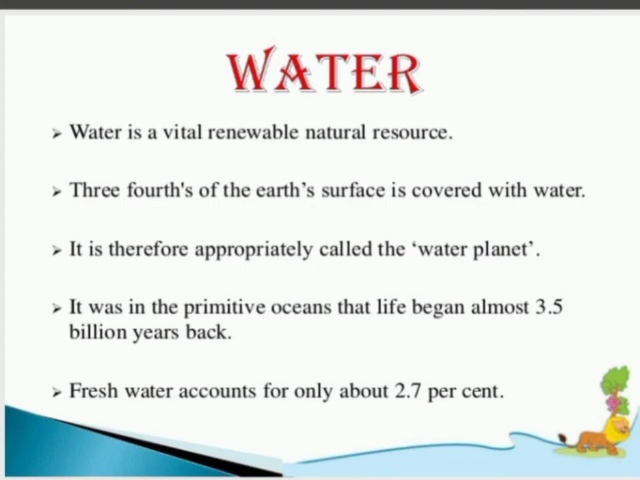 WATER
➢ Water is a vital renewable natural resource.
➢ Three fourth's of the earth’s surface is covered with water.
➢ It is therefore appropriately called the ‘water planet’.
➢ It was in the primitive oceans that life began almost 3.5
billion years back.
➢ Fresh water accounts for only about 2.7 per cent.